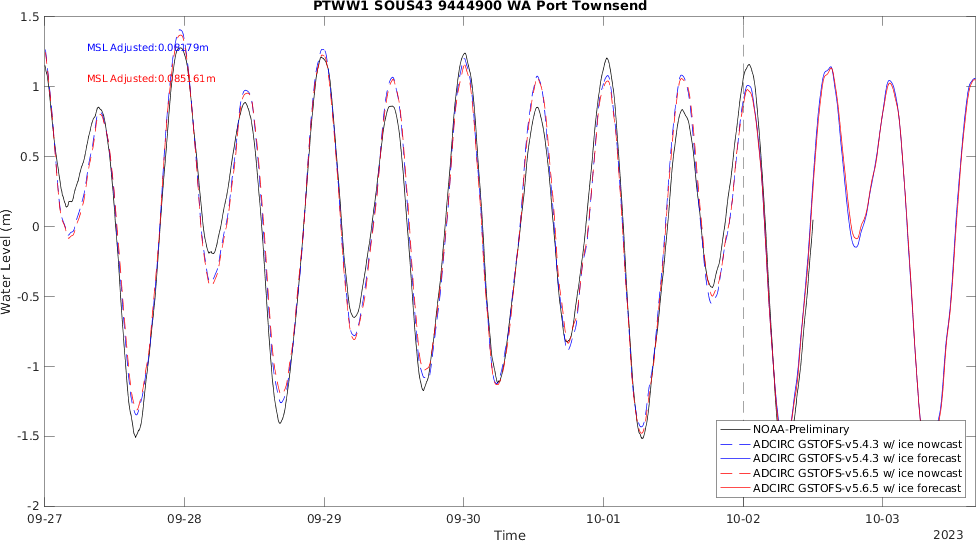 PTWW1 SOUS43 9444900 WA Port Townsend
1.5
1
0.5
0
-0.5
-1
-1.5
-2
Water Level (m)
MSL Adjusted:0.08179m
MSL Adjusted:0.085161m
NOAA-Preliminary
ADCIRC GSTOFS-v5.4.3 w/ ice nowcast
ADCIRC GSTOFS-v5.4.3 w/ ice forecast
ADCIRC GSTOFS-v5.6.5 w/ ice nowcast
ADCIRC GSTOFS-v5.6.5 w/ ice forecast
09-27 09-28 09-29 09-30 10-01 10-02 10-03
Time
2023